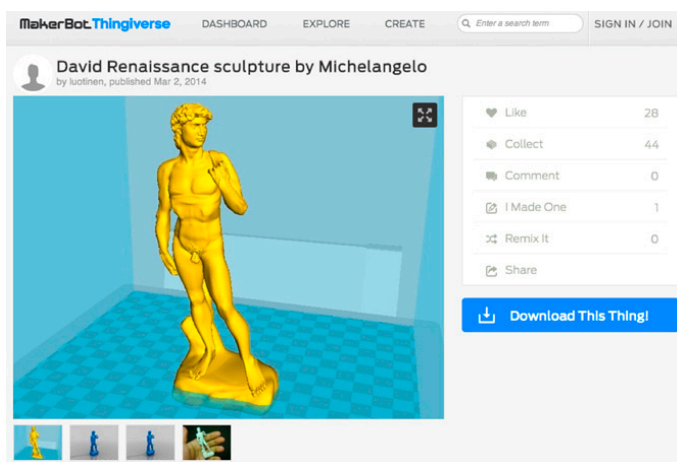 MakerBot Thingiverse DASHBOARD EXPLORE CREATE Enter a search term SIGN IN / JOIN
David Renaissance sculpture by Michelangelo
by luotinen, published Mar 2, 2014
Like 28
Collect 44
Comment 0
I Made One 1
Remix It 0
Share
Download This Thing!